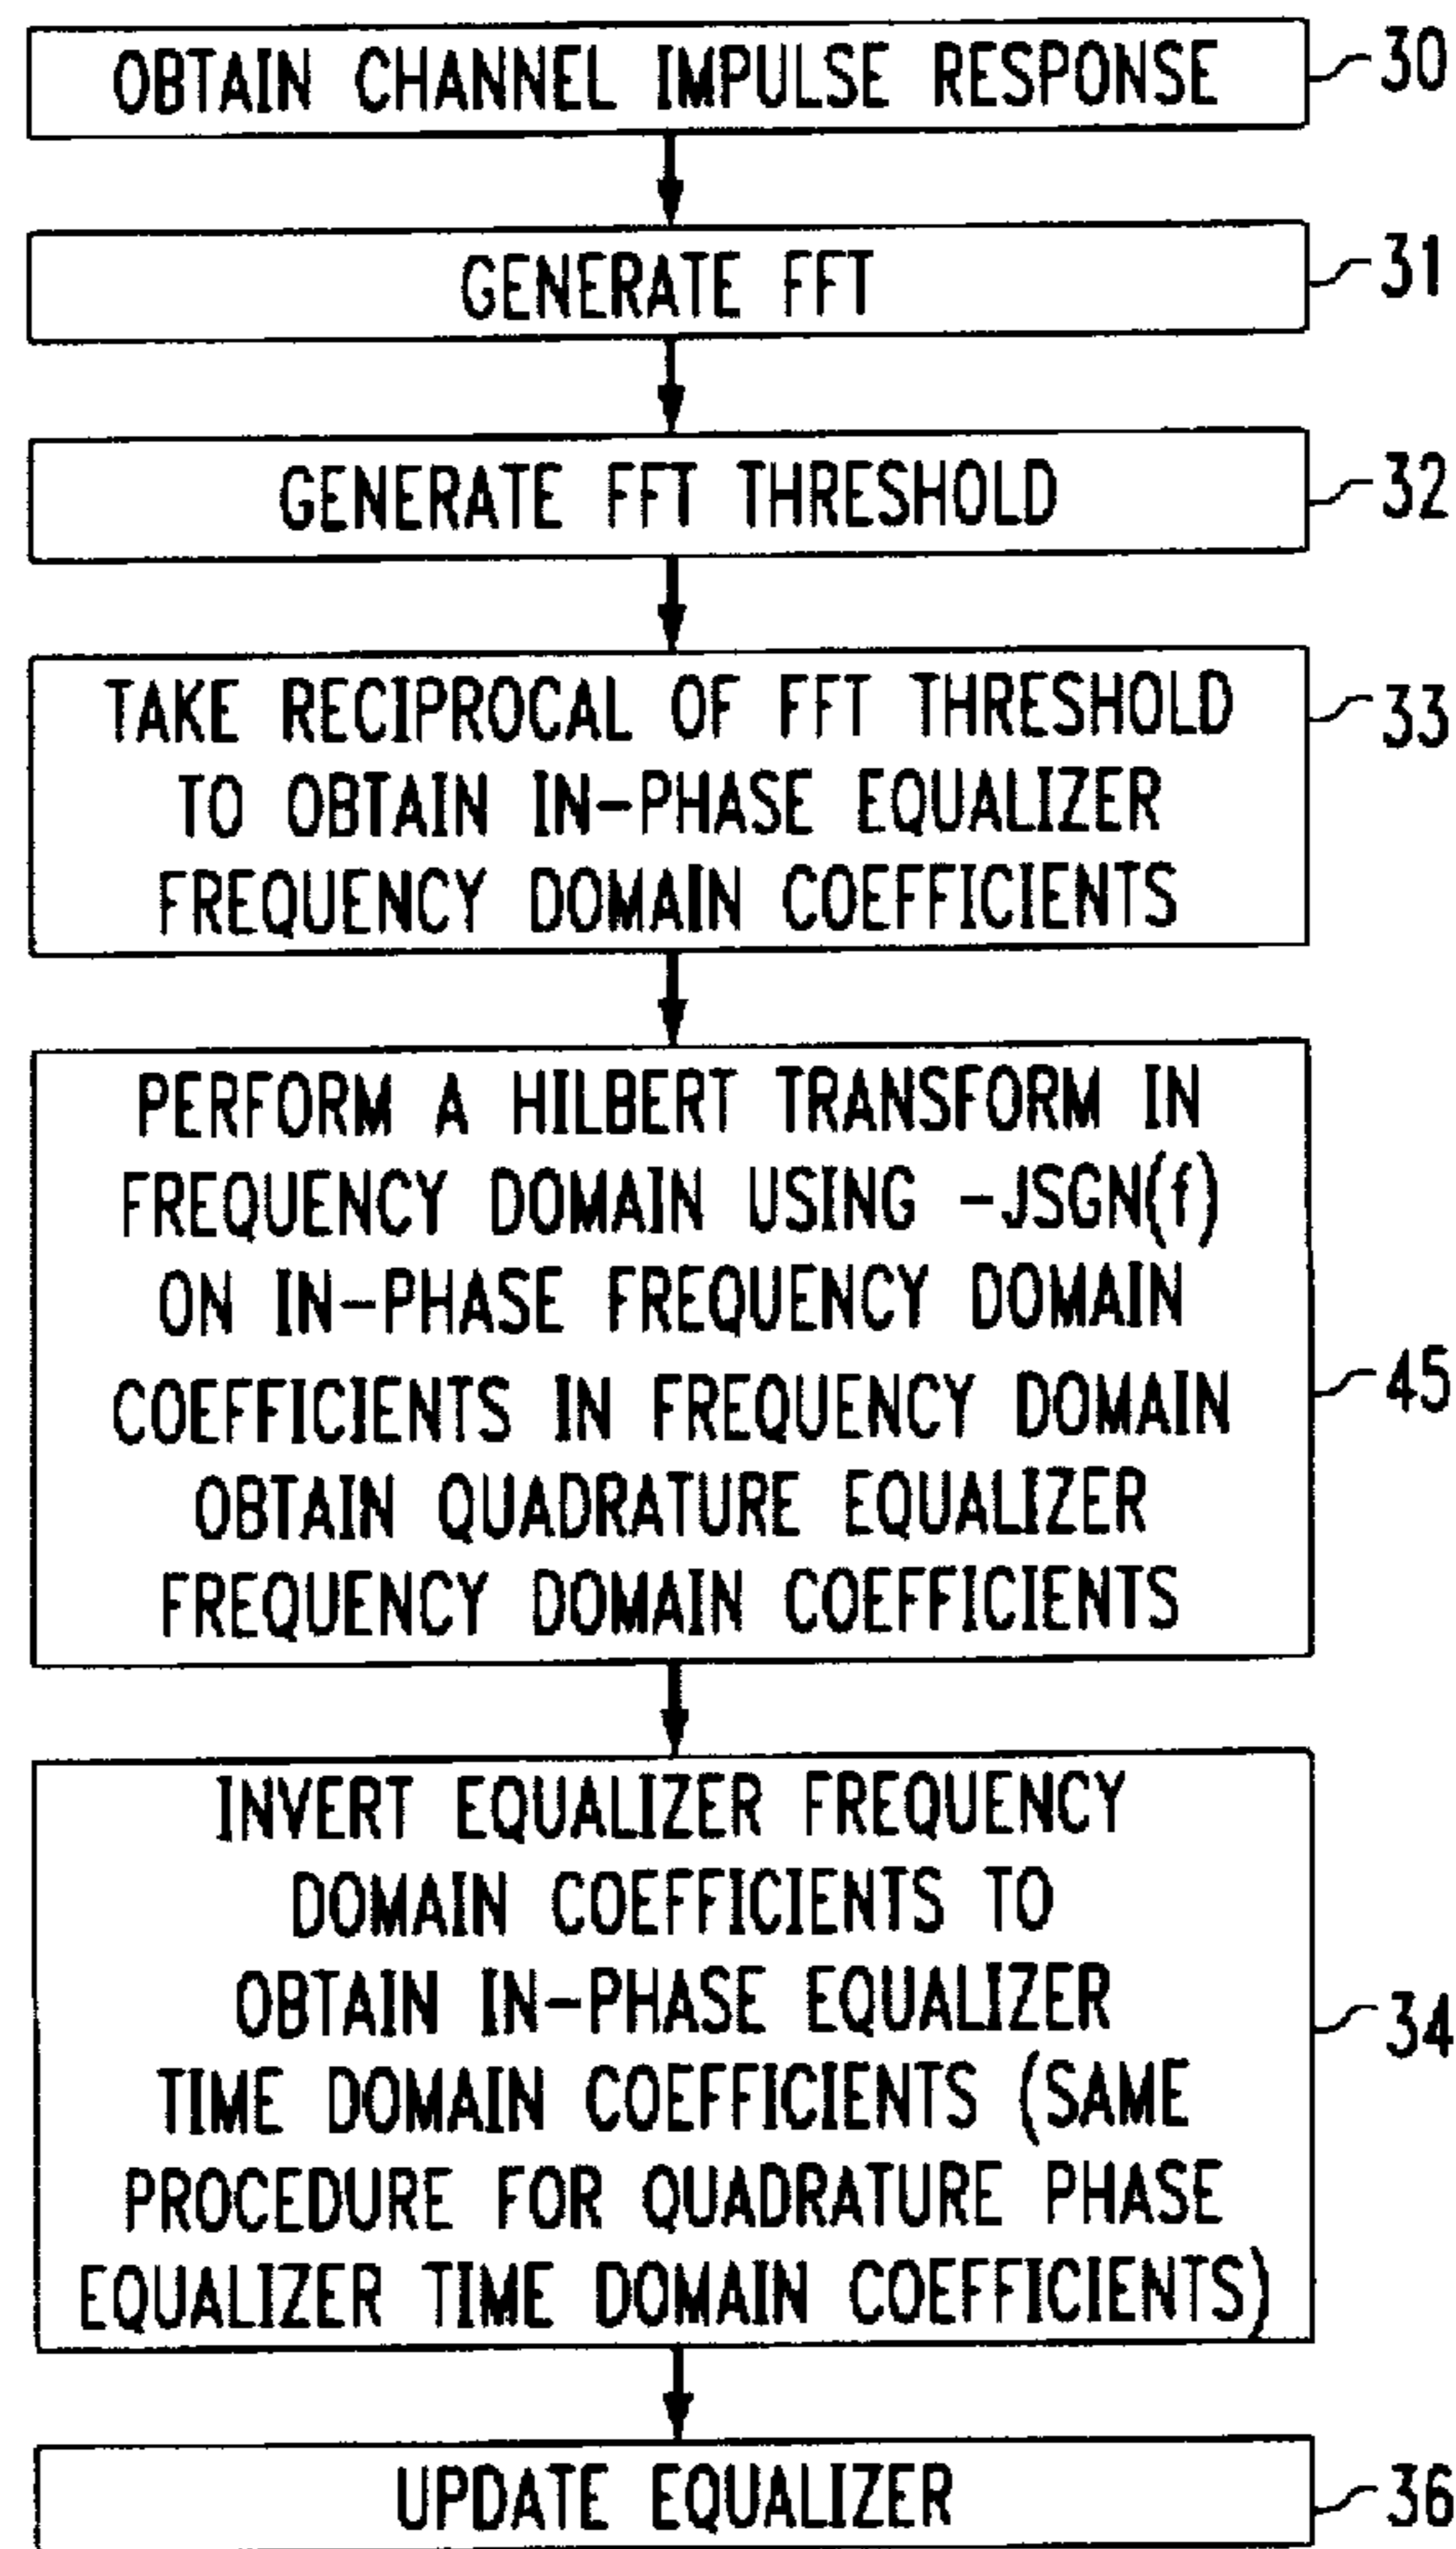 OBTAIN CHANNEL IMPULSE RESPONSE 30
GENERATE FFT 31
GENERATE FFT THRESHOLD 32
TAKE RECIPROCAL OF FFT THRESHOLD 33
TO OBTAIN IN-PHASE EQUALIZER
FREQUENCY DOMAIN COEFFICIENTS
PERFORM A HILBERT TRANSFORM IN
FREQUENCY DOMAIN USING -JSGN(f)
ON IN-PHASE FREQUENCY DOMAIN
COEFFICIENTS IN FREQUENCY DOMAIN 45
OBTAIN QUADRATURE EQUALIZER
FREQUENCY DOMAIN COEFFICIENTS
INVERT EQUALIZER FREQUENCY
DOMAIN COEFFICIENTS TO
OBTAIN IN-PHASE EQUALIZER 34
TIME DOMAIN COEFFICIENTS (SAME
PROCEDURE FOR QUADRATURE PHASE
EQUALIZER TIME DOMAIN COEFFICIENTS)
UPDATE EQUALIZER 36